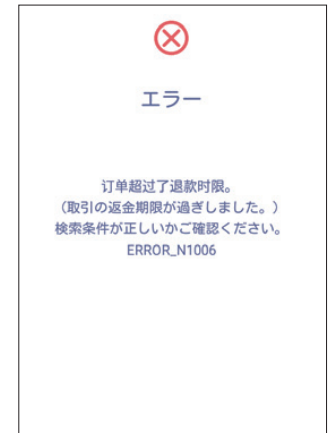 エラー
订单超过了退款时限。
（取引の返金期限が過ぎしました。）
検索条件が正しいかご確認ください。
ERROR_N1006